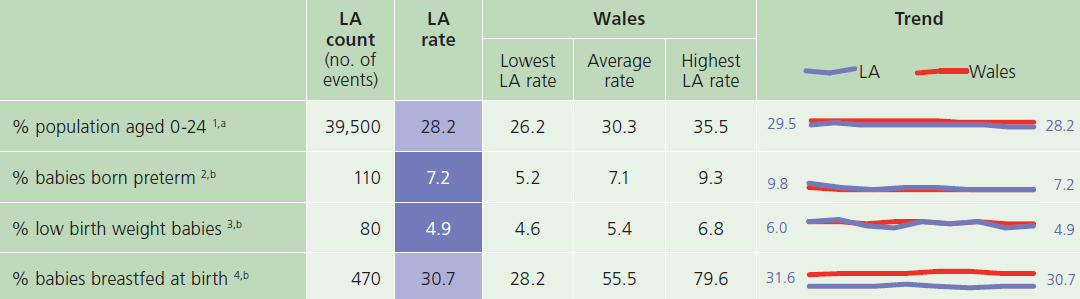 LA count (no. of events) LA rate Wales Trend
Lowest LA rate Average rate Highest LA rate LA Wales
% population aged 0-24 1,a 39,500 28.2 26.2 30.3 35.5 29.5 28.2
% babies born preterm 2,b 110 7.2 5.2 7.1 9.3 9.8 7.2
% low birth weight babies 3,b 80 4.9 4.6 5.4 6.8 6.0 4.9
% babies breastfed at birth 4,b 470 30.7 28.2 55.5 79.6 31.6 30.7